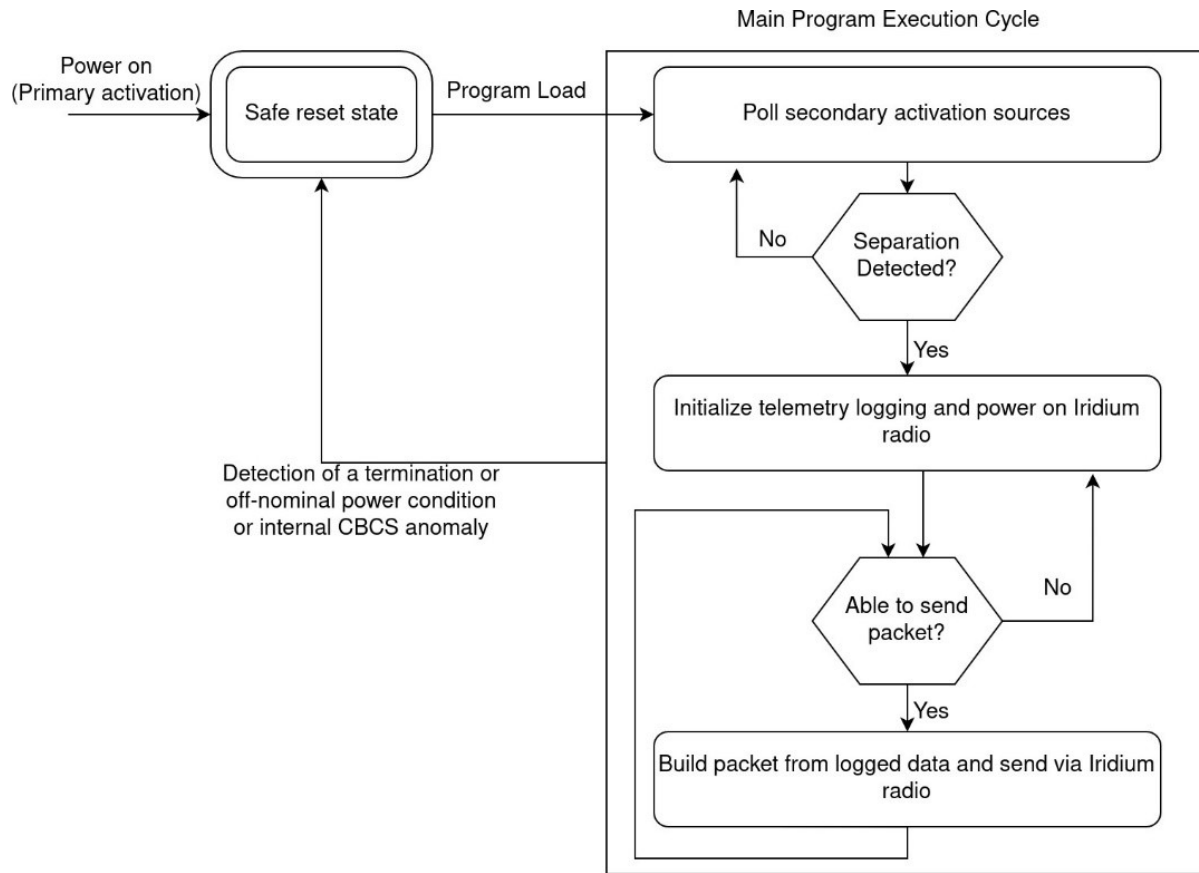 Main Program Execution Cycle
Power on
(Primary activation)
Safe reset state
Program Load
Poll secondary activation sources
No
Separation
Detected?
Yes
Initialize telemetry logging and power on Iridium
radio
Detection of a termination or
off-nominal power condition
or internal CBCS anomaly
Able to send
packet?
No
Yes
Build packet from logged data and send via Iridium
radio